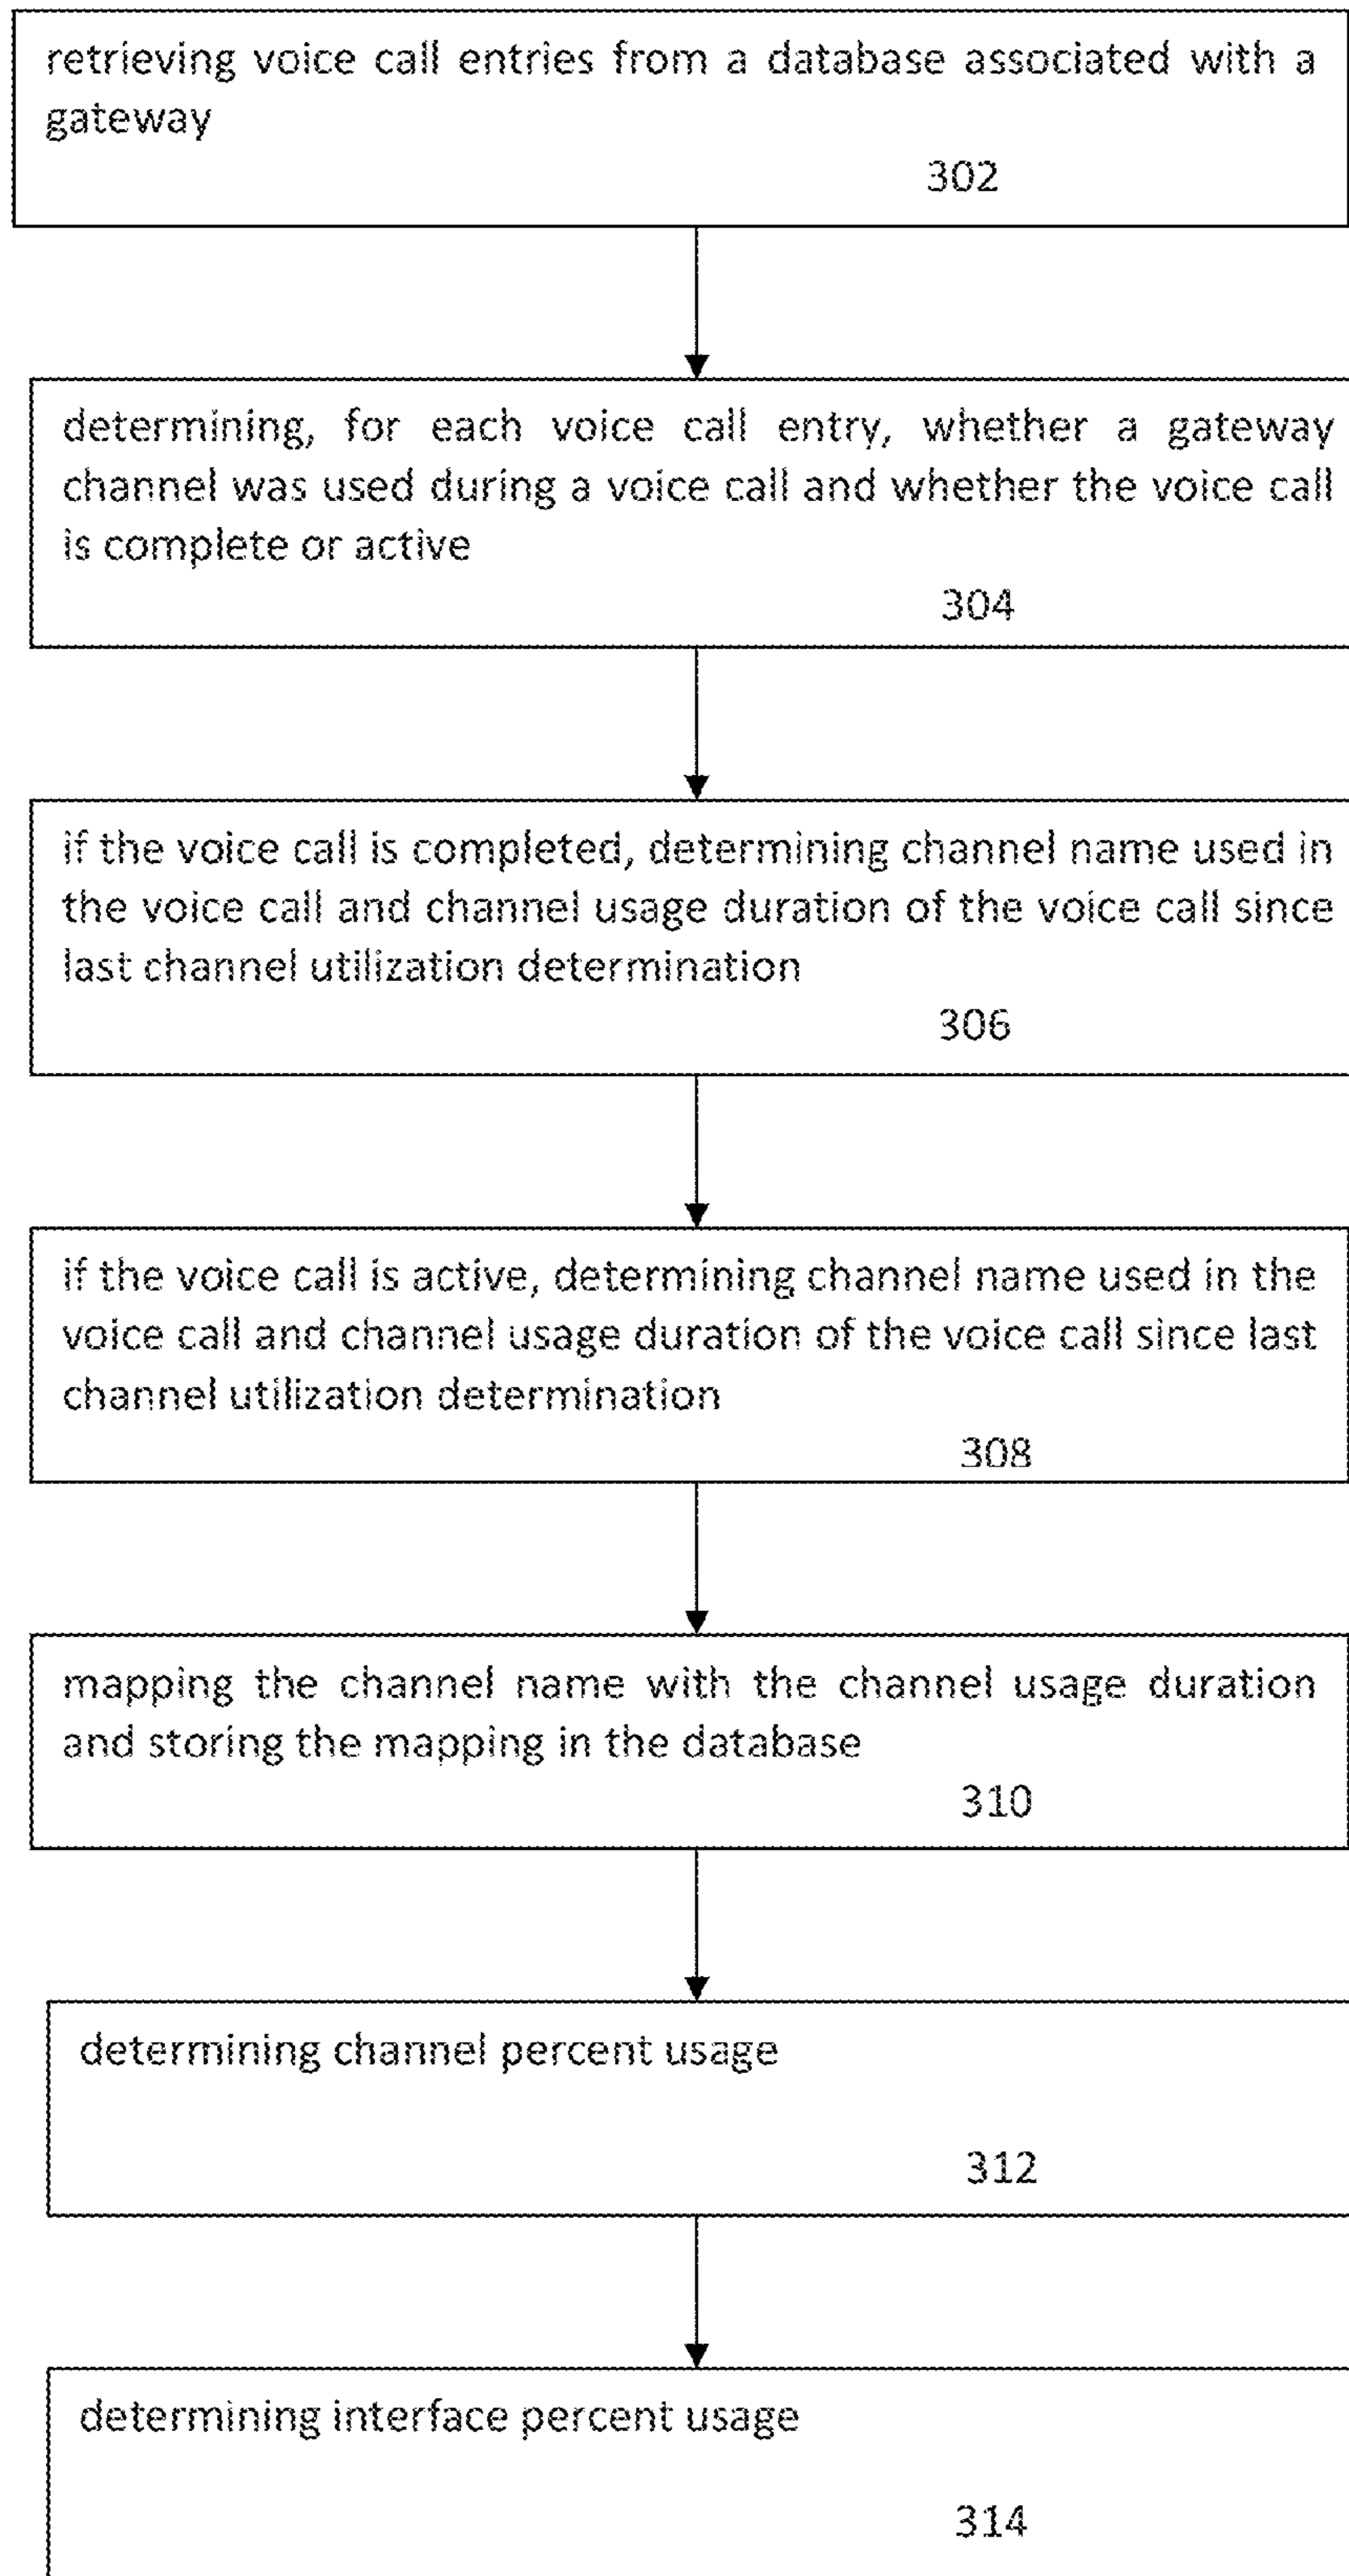 retrieving voice call entries from a database associated with a
gateway
302
determining, for each voice call entry, whether a gateway
channel was used during a voice call and whether the voice call
is complete or active
304
if the voice call is completed, determining channel name used in
the voice call and channel usage duration of the voice call since
last channel utilization determination
306
if the voice call is active, determining channel name used in the
voice call and channel usage duration of the voice call since last
channel utilization determination
308
mapping the channel name with the channel usage duration
and storing the mapping in the database
310
determining channel percent usage
312
determining interface percent usage
314